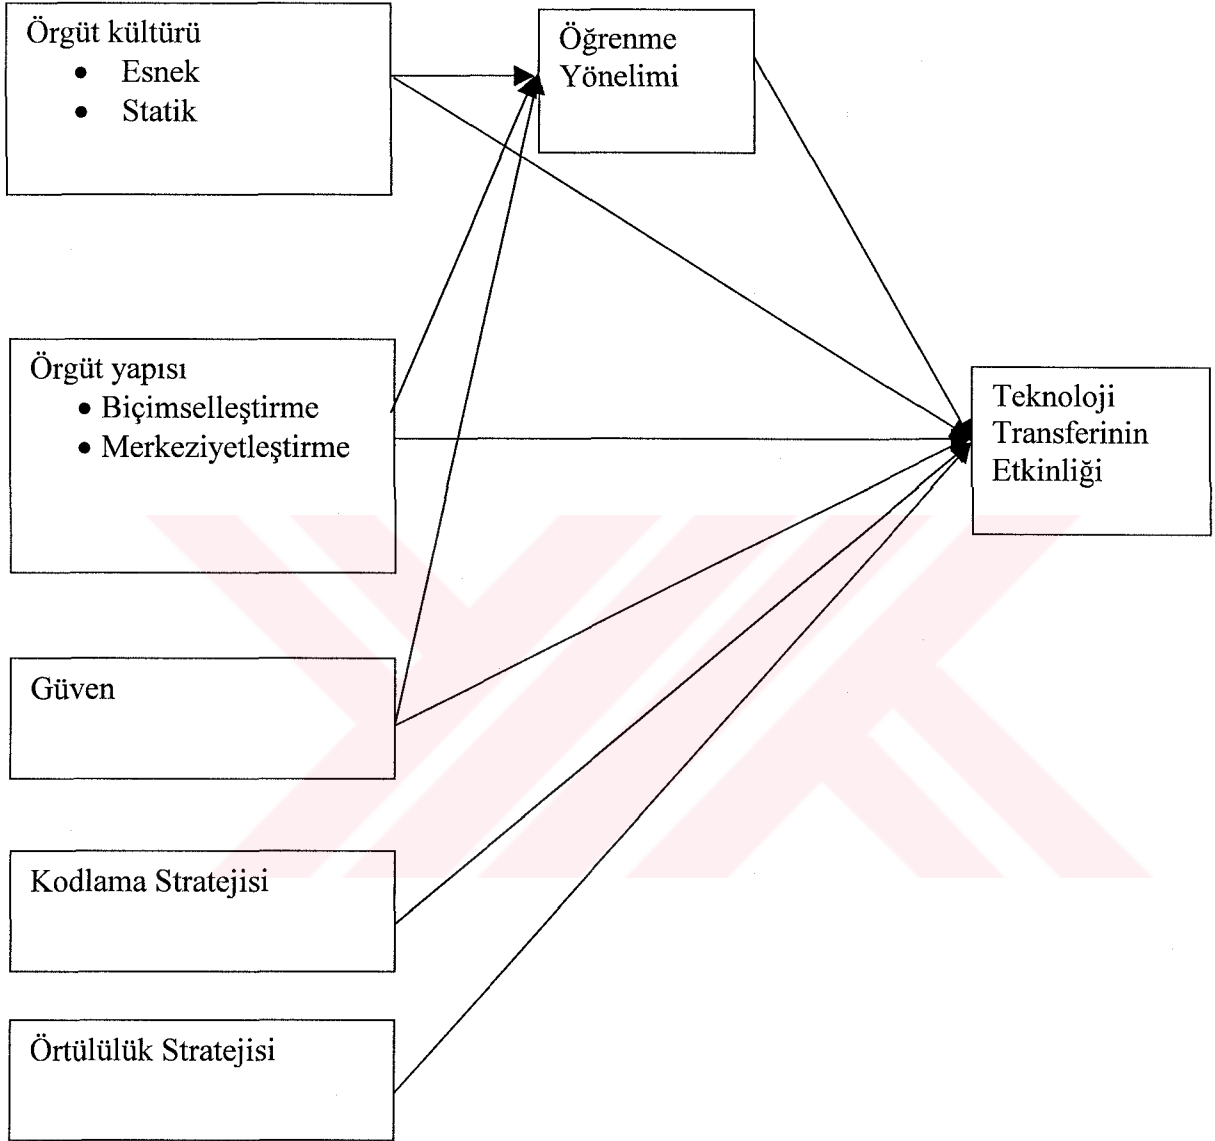 Örgüt kültürü
• Esnek
• Statik
Öğrenme
Yönelimi
Örgüt yapısı
• Biçimselleştirme
• Merkeziyetleştirme
Teknoloji
Transferinin
Etkinliği
Güven
Kodlama Stratejisi
Örtülülük Stratejisi